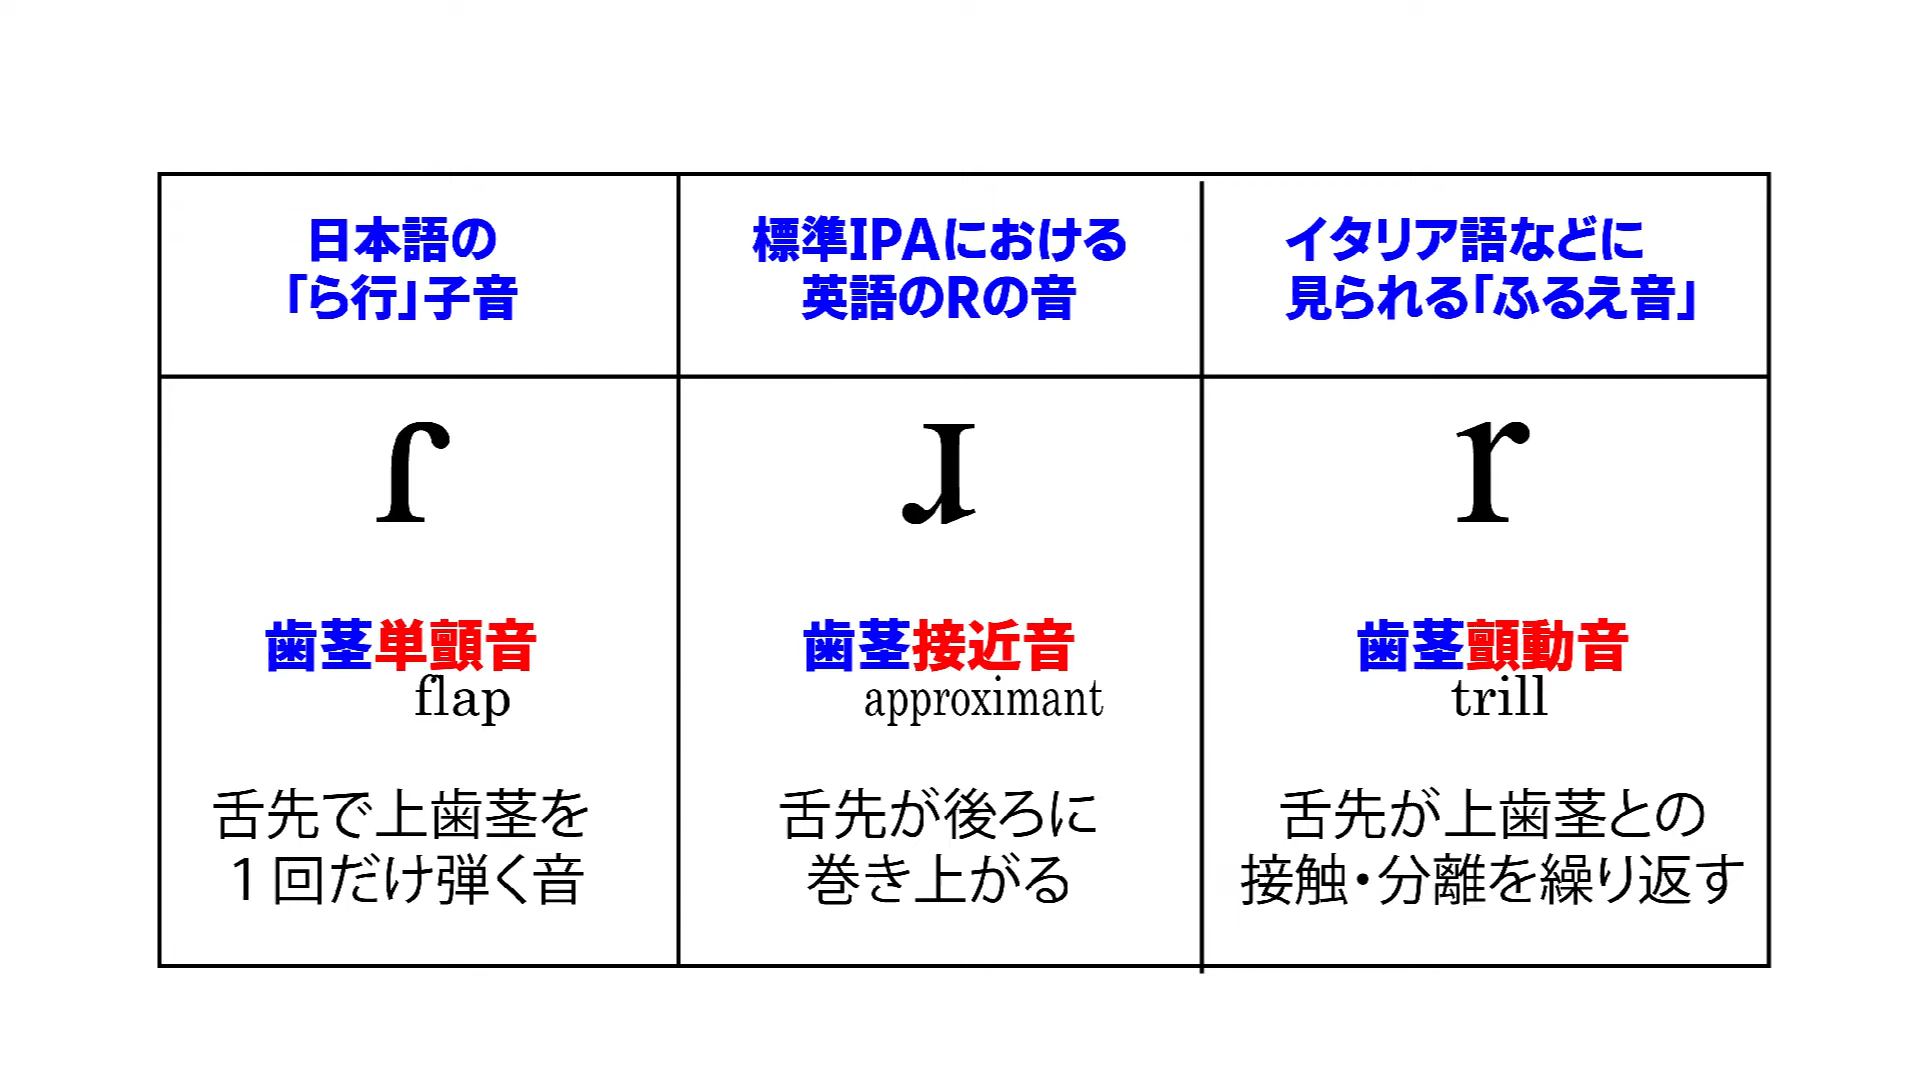 日本語の
「ら行」子音
標準IPAにおける
英語のRの音
イタリア語などに
見られる「ふるえ音」
ɾ
ɹ
r
歯茎単顫音
flap
歯茎接近音
approximant
歯茎顫動音
trill
舌先で上歯茎を
1回だけ弾く音
舌先が後ろに
巻き上がる
舌先が上歯茎との
接触・分離を繰り返す